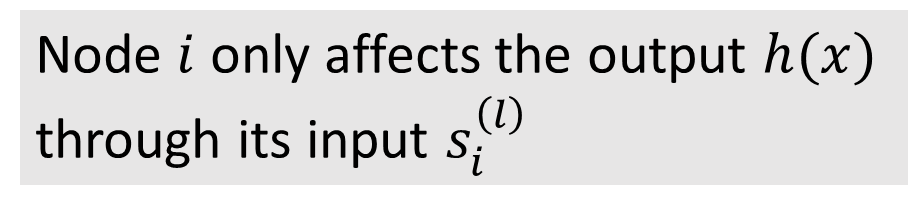 Node i only affects the output h(x)
through its input s_i^(l)